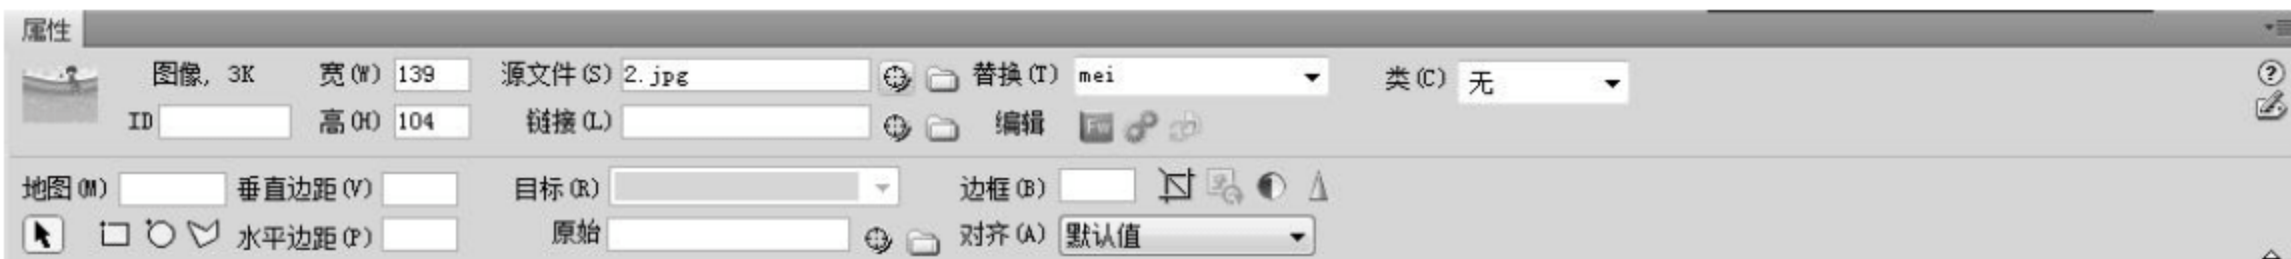 属性
图像, 3K 宽(W) 139 源文件(S) 2.jpg 替换(T) mei 类(C) 无
ID 高(H) 104 链接(L) 编辑 Fw
地图(M) 垂直边距(V) 目标(R) 边框(B)
水平边距(P) 原始 对齐(A) 默认值